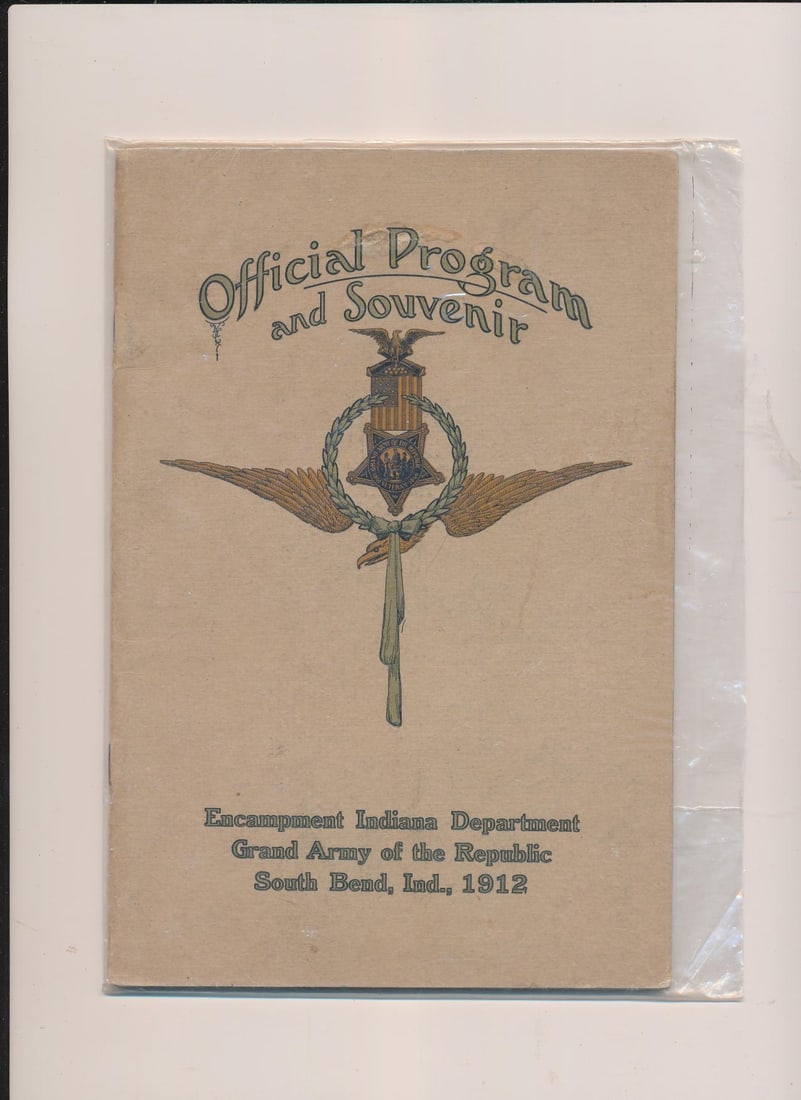 Official Program
and Souvenir
Encampment Indiana Department
Grand Army of the Republic
South Bend, Ind., 1912